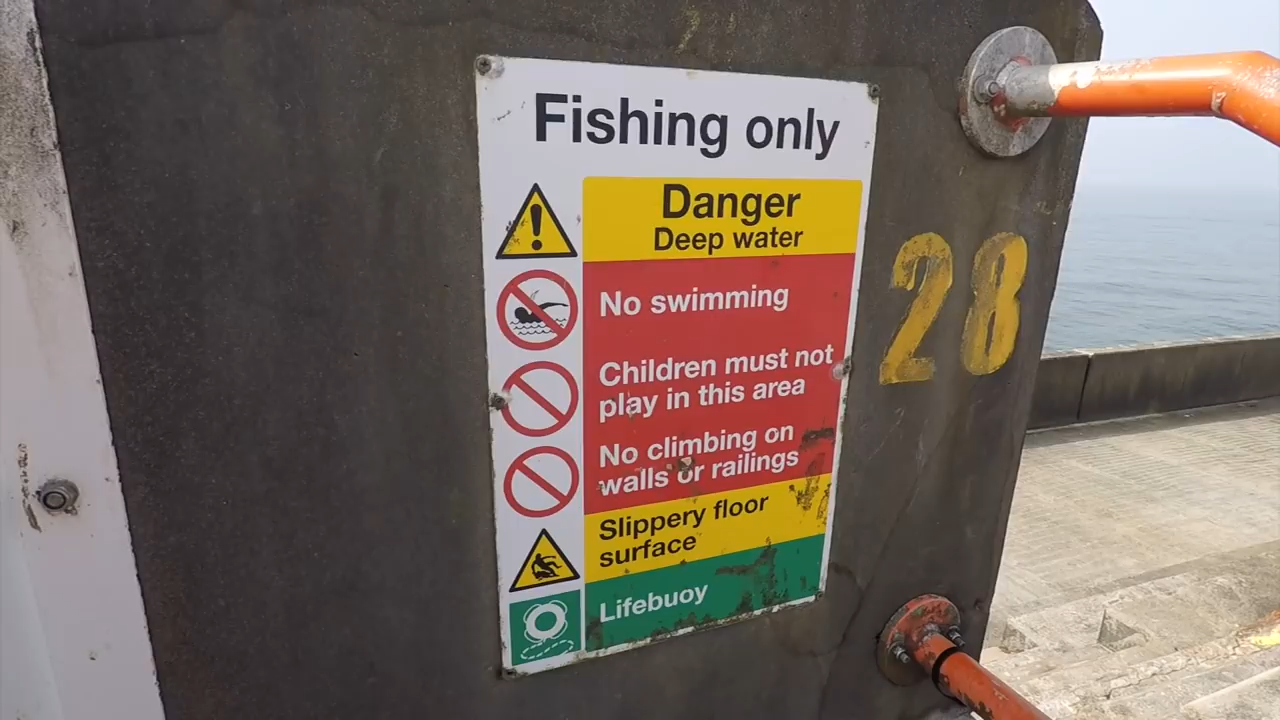 Fishing only
Danger
Deep water
No swimming
Children must not
play in this area
No climbing on
walls or railings
Slippery floor
surface
Lifebuoy
28